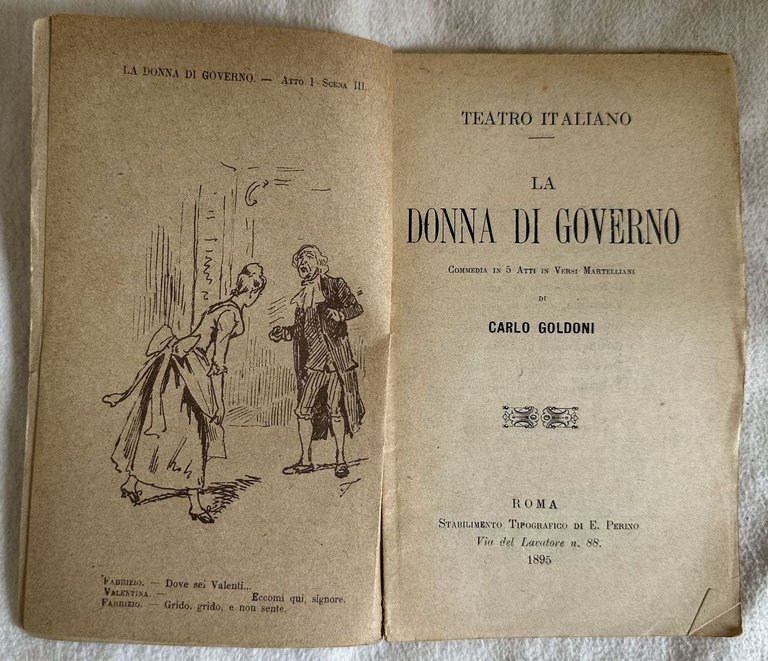 LA DONNA DI GOVERNO. — ATTO I - SCENA III.
FABRIZIO. — Dove sei Valenti...
VALENTINA. — Eccomi qui, signore.
FABRIZIO. — Grido, grido, e non sente.
TEATRO ITALIANO
LA
DONNA DI GOVERNO
COMMEDIA IN 5 ATTI IN VERSI MARTELLIANI
DI
CARLO GOLDONI
ROMA
STABILIMENTO TIPOGRAFICO DI E. PERINO
Via del Lavatore n. 88.
1895